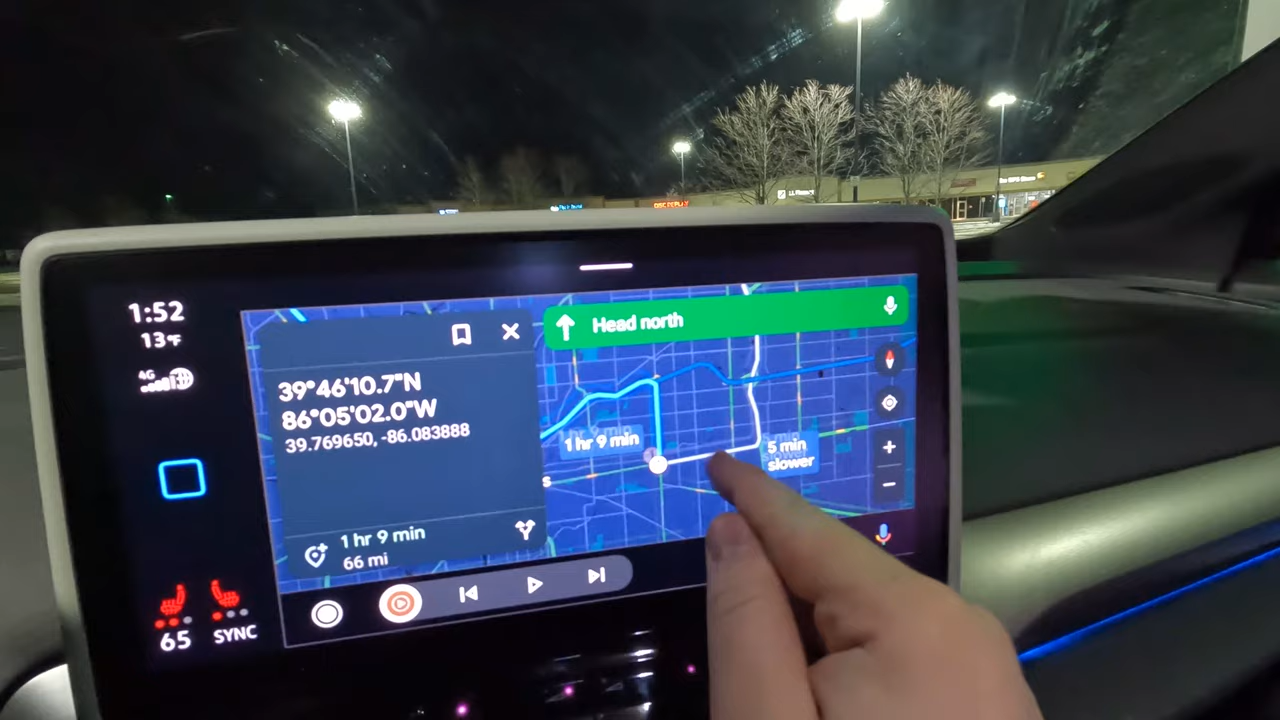 1:52
13°F
4G
39°46'10.7"N
86°05'02.0"W
39.769650, -86.083888
1 hr 9 min
66 mi
Head north
1 hr 9 min
5 min
slower
S
65
SYNC